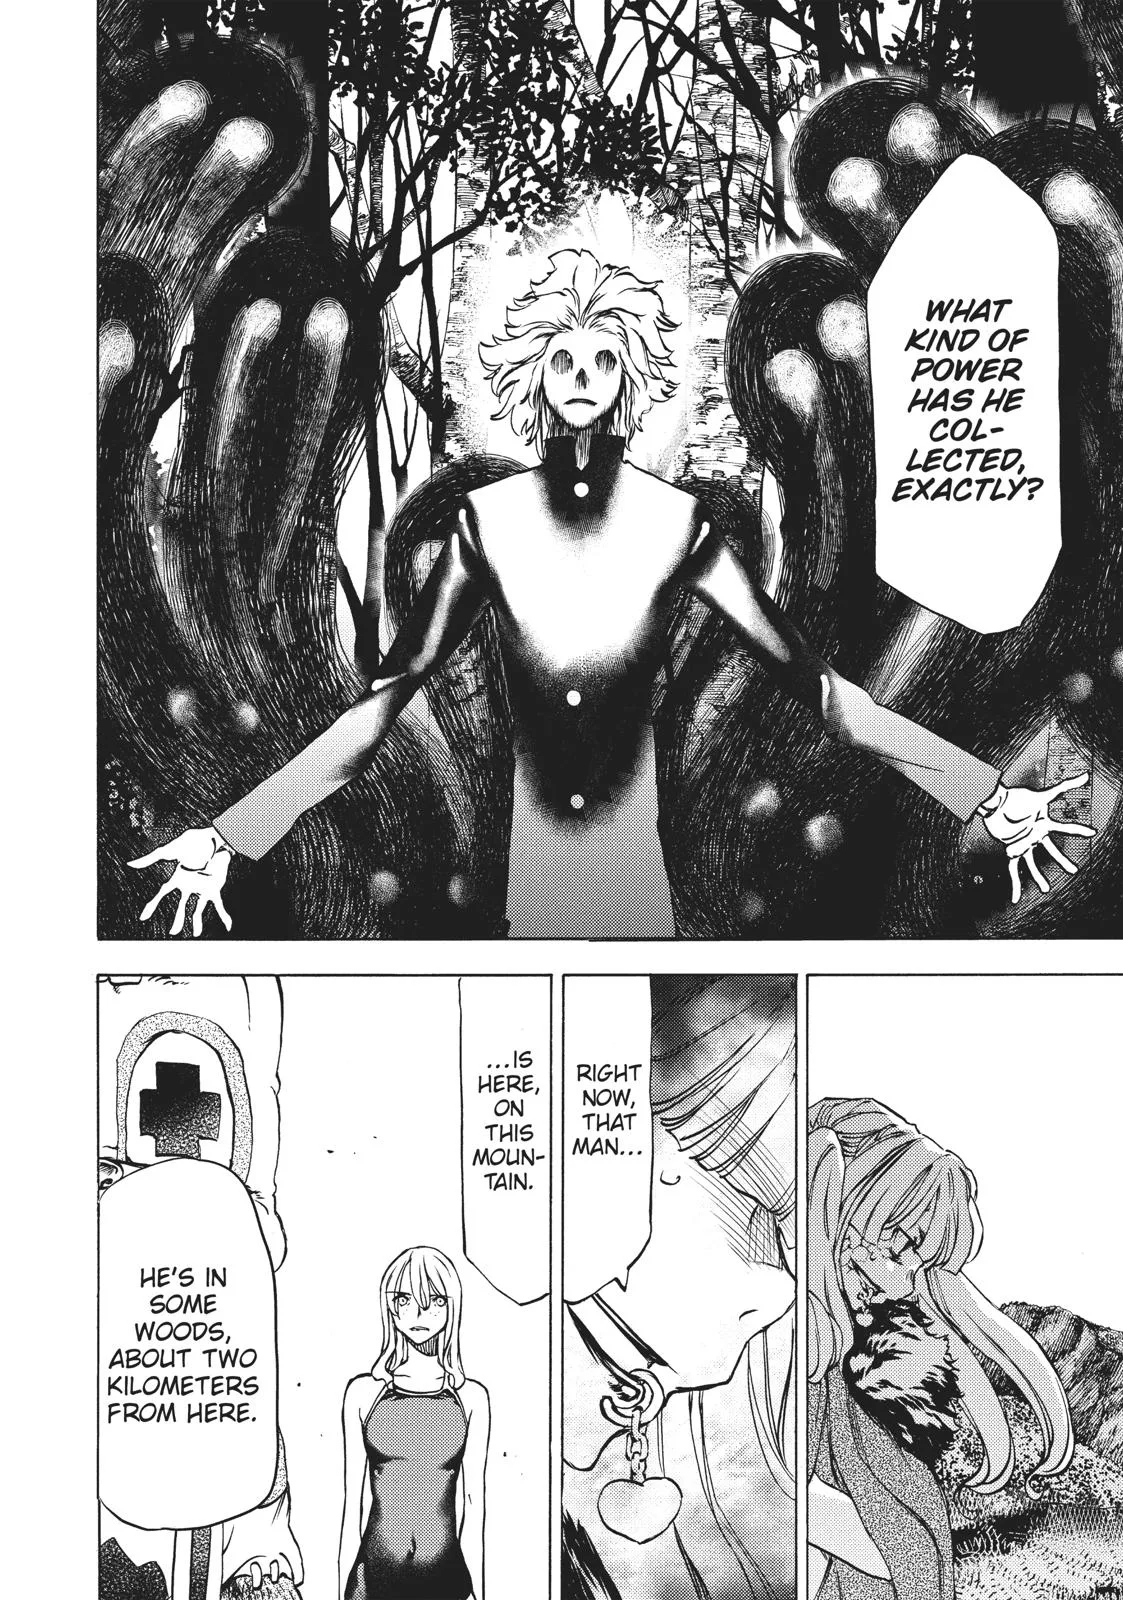 WHAT
KIND OF
POWER
HAS HE
COL-
LECTED,
EXACTLY?
RIGHT
NOW,
THAT
MAN...
...IS
HERE,
ON
THIS
MOUN-
TAIN.
HE'S IN
SOME
WOODS,
ABOUT TWO
KILOMETERS
FROM HERE.